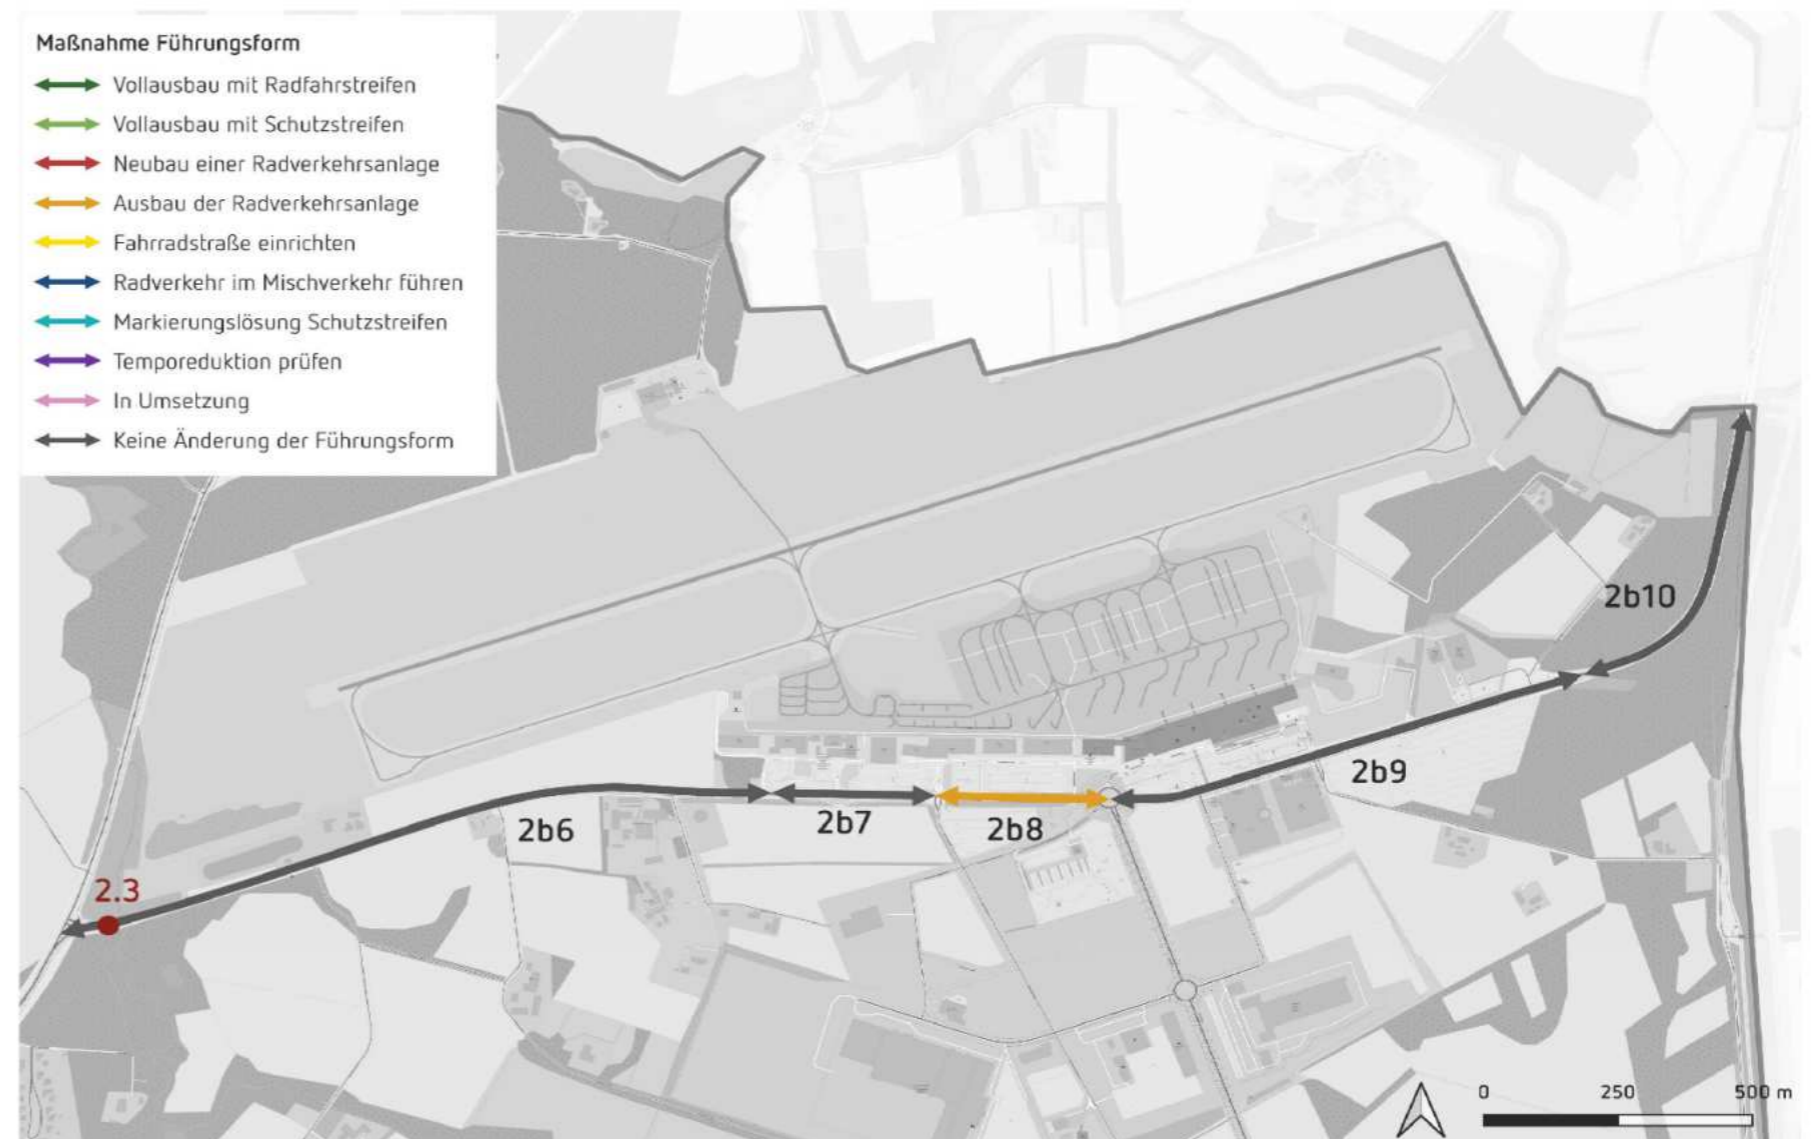 Maßnahme Führungsform
Vollausbau mit Radfahrstreifen
Vollausbau mit Schutzstreifen
Neubau einer Radverkehrsanlage
Ausbau der Radverkehrsanlage
Fahrradstraße einrichten
Radverkehr im Mischverkehr führen
Markierungslösung Schutzstreifen
Temporeduktion prüfen
In Umsetzung
Keine Änderung der Führungsform
2b10
2b9
2b7
2b8
2b6
2.3
0 250 500 m